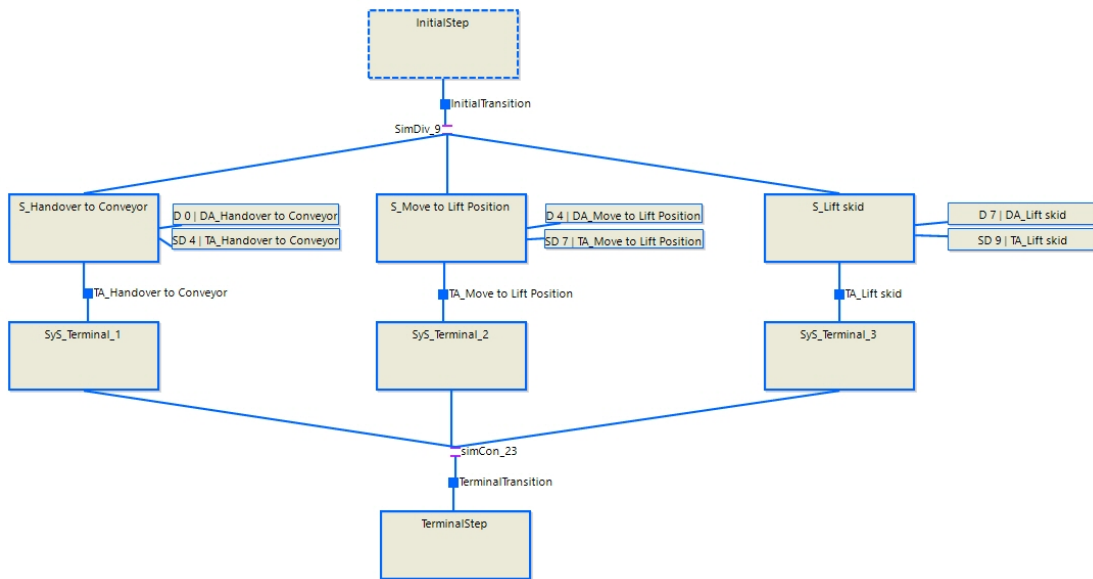 InitialStep
InitialTransition
SimDiv_9
S_Handover to Conveyor
D 0 | DA_Handover to Conveyor
SD 4 | TA_Handover to Conveyor
S_Move to Lift Position
D 4 | DA_Move to Lift Position
SD 7 | TA_Move to Lift Position
S_Lift skid
D 7 | DA_Lift skid
SD 9 | TA_Lift skid
TA_Handover to Conveyor
TA_Move to Lift Position
TA_Lift skid
SyS_Terminal_1
SyS_Terminal_2
SyS_Terminal_3
simCon_23
TerminalTransition
TerminalStep